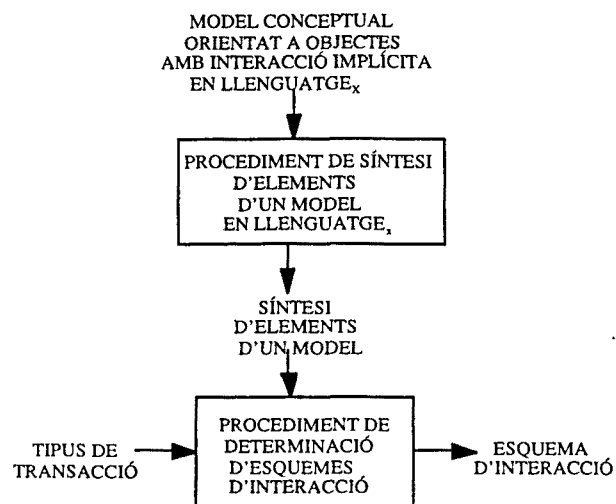 MODEL CONCEPTUAL
ORIENTAT A OBJECTES
AMB INTERACCIÓ IMPLÍCITA
EN LLENGUATGEx
PROCEDIMENT DE SÍNTESI
D'ELEMENTS
D'UN MODEL
EN LLENGUATGEx
SÍNTESI
D'ELEMENTS
D'UN MODEL
TIPUS DE
TRANSACCIÓ
PROCEDIMENT DE
DETERMINACIÓ
D'ESQUEMES
D'INTERACCIÓ
ESQUEMA
D'INTERACCIÓ